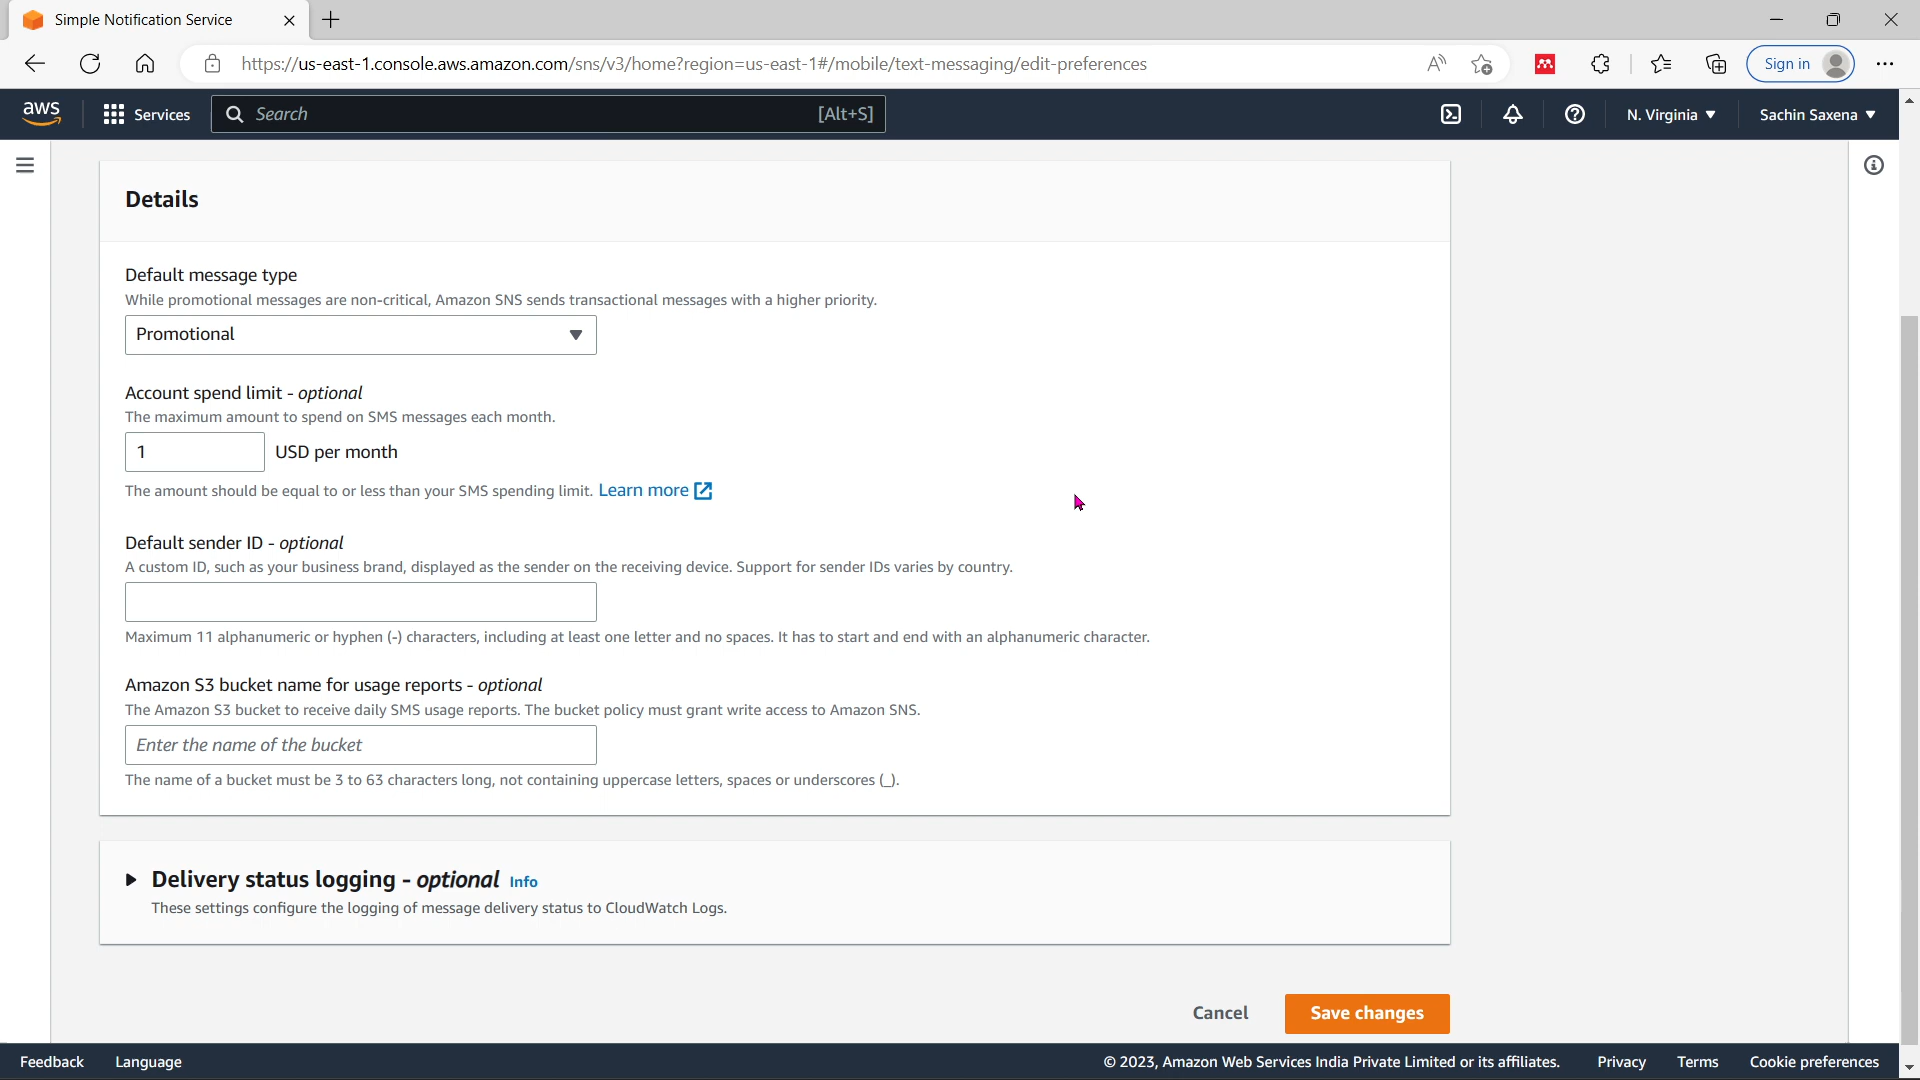 Simple Notification Service
https://us-east-1.console.aws.amazon.com/sns/v3/home?region=us-east-1#/mobile/text-messaging/edit-preferences
Sign in
aws
Services
Search
[Alt+S]
N. Virginia
Sachin Saxena
Details
Default message type
While promotional messages are non-critical, Amazon SNS sends transactional messages with a higher priority.
Promotional
Account spend limit - optional
The maximum amount to spend on SMS messages each month.
1 USD per month
The amount should be equal to or less than your SMS spending limit. Learn more
Default sender ID - optional
A custom ID, such as your business brand, displayed as the sender on the receiving device. Support for sender IDs varies by country.
Maximum 11 alphanumeric or hyphen (-) characters, including at least one letter and no spaces. It has to start and end with an alphanumeric character.
Amazon S3 bucket name for usage reports - optional
The Amazon S3 bucket to receive daily SMS usage reports. The bucket policy must grant write access to Amazon SNS.
Enter the name of the bucket
The name of a bucket must be 3 to 63 characters long, not containing uppercase letters, spaces or underscores (_).
Delivery status logging - optional Info
These settings configure the logging of message delivery status to CloudWatch Logs.
Cancel
Save changes
Feedback
Language
© 2023, Amazon Web Services India Private Limited or its affiliates.
Privacy
Terms
Cookie preferences